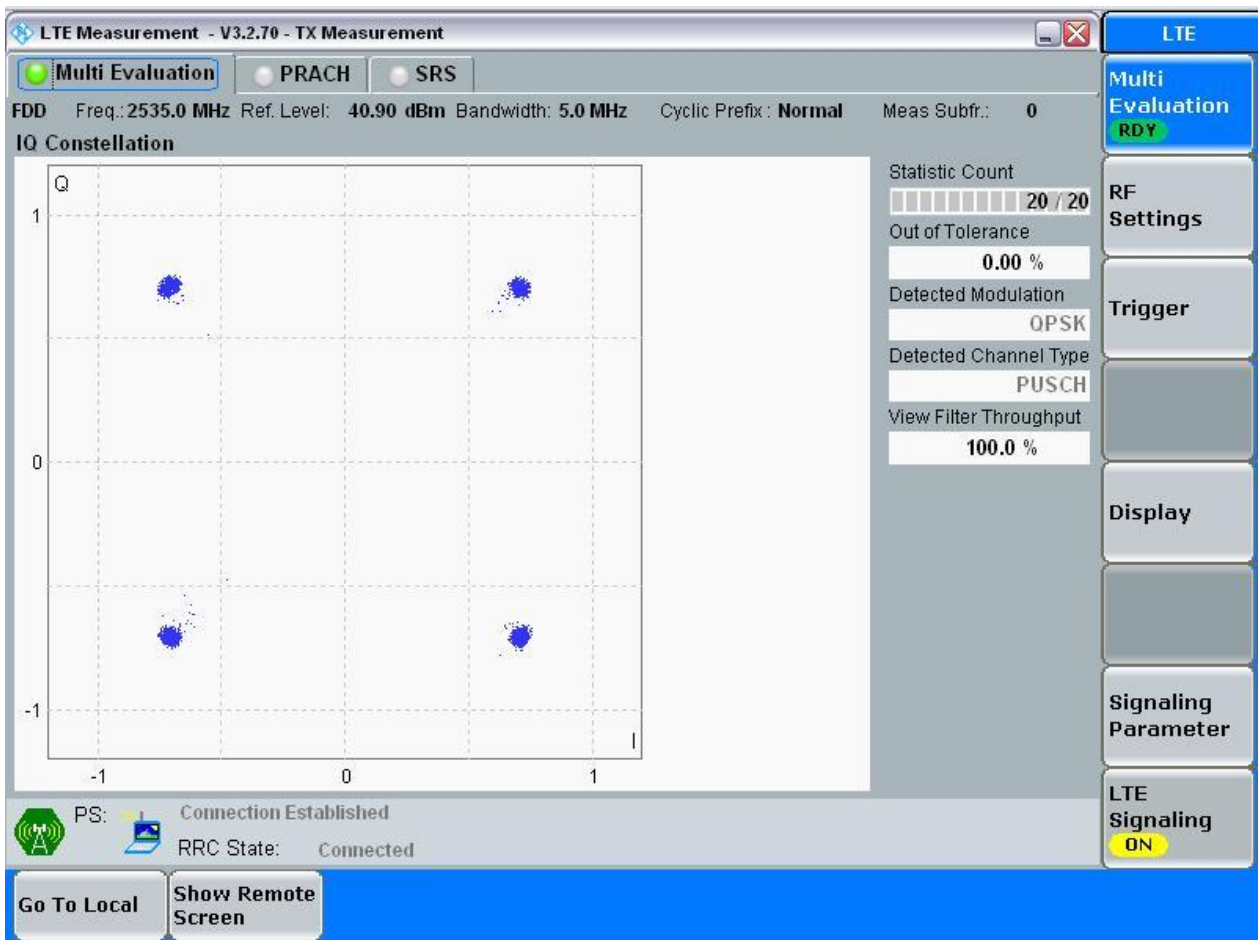 LTE Measurement - V3.2.70 - TX Measurement
LTE
Multi Evaluation PRACH SRS
FDD Freq.: 2535.0 MHz Ref. Level: 40.90 dBm Bandwidth: 5.0 MHz Cyclic Prefix : Normal Meas Subfr.: 0
IQ Constellation
Q
1
0
-1
I
-1 0 1
Statistic Count
20 / 20
Out of Tolerance
0.00 %
Detected Modulation
QPSK
Detected Channel Type
PUSCH
View Filter Throughput
100.0 %
Multi
Evaluation
RDY
RF
Settings
Trigger
Display
Signaling
Parameter
LTE
Signaling
ON
PS: Connection Established
RRC State: Connected
Go To Local
Show Remote
Screen